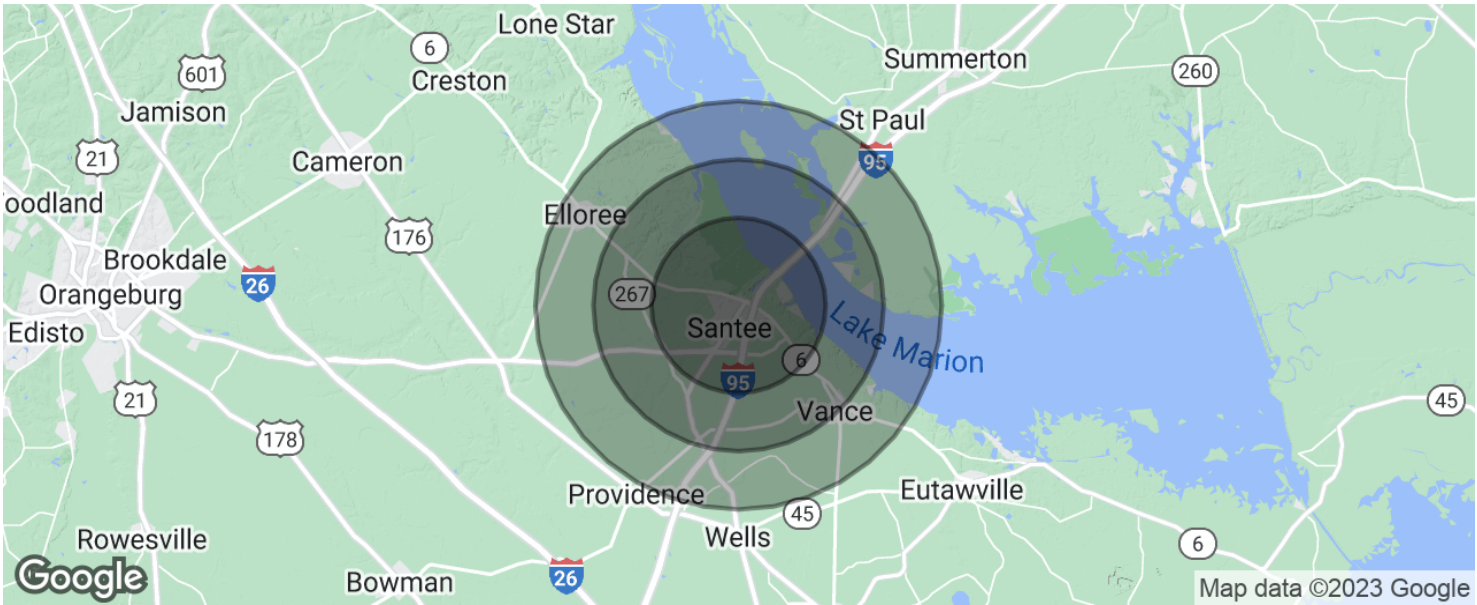 Lone Star
6
Summerton
601
Creston
260
Jamison
St Paul
21
Cameron
95
oodland
Elloree
176
Brookdale
26
Orangeburg
267
Edisto
Santee
Lake Marion
6
95
21
Vance
45
178
Providence
Eutawville
45
Rowesville
Wells
6
Bowman
26
Google
Map data ©2023 Google